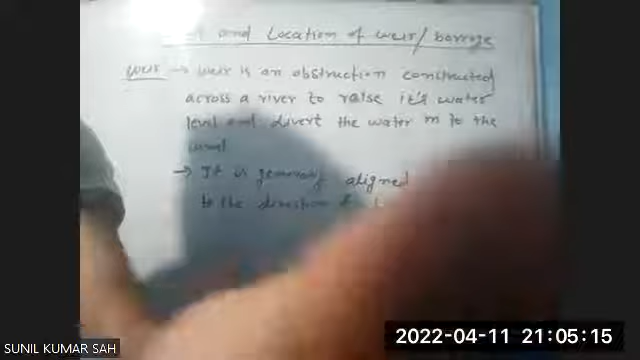 and Location of weir/barrage
weir → weir is an obstruction constructed
across a river to raise it's water
level and divert the water in to the
canal
→ It is generally aligned
to the direction of
SUNIL KUMAR SAH
2022-04-11 21:05:15